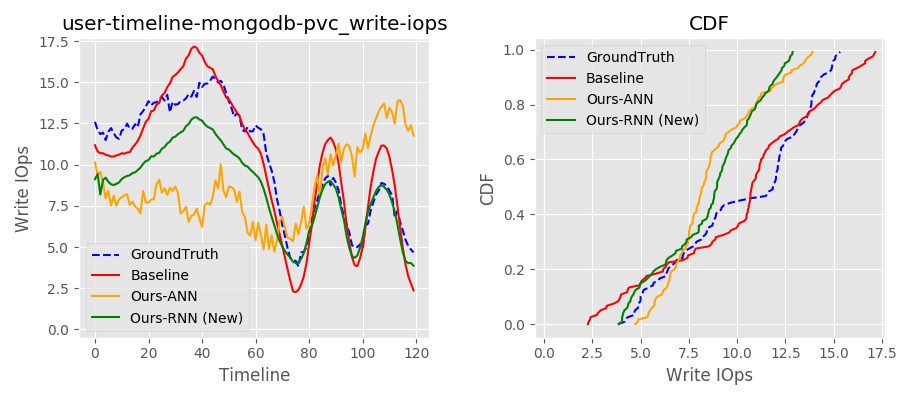 user-timeline-mongodb-pvc_write-iops
Write IOps
17.5
15.0
12.5
10.0
7.5
5.0
2.5
0.0
GroundTruth
Baseline
Ours-ANN
Ours-RNN (New)
0 20 40 60 80 100 120
Timeline
CDF
CDF
1.0
0.8
0.6
0.4
0.2
0.0
GroundTruth
Baseline
Ours-ANN
Ours-RNN (New)
0.0 2.5 5.0 7.5 10.0 12.5 15.0 17.5
Write IOps